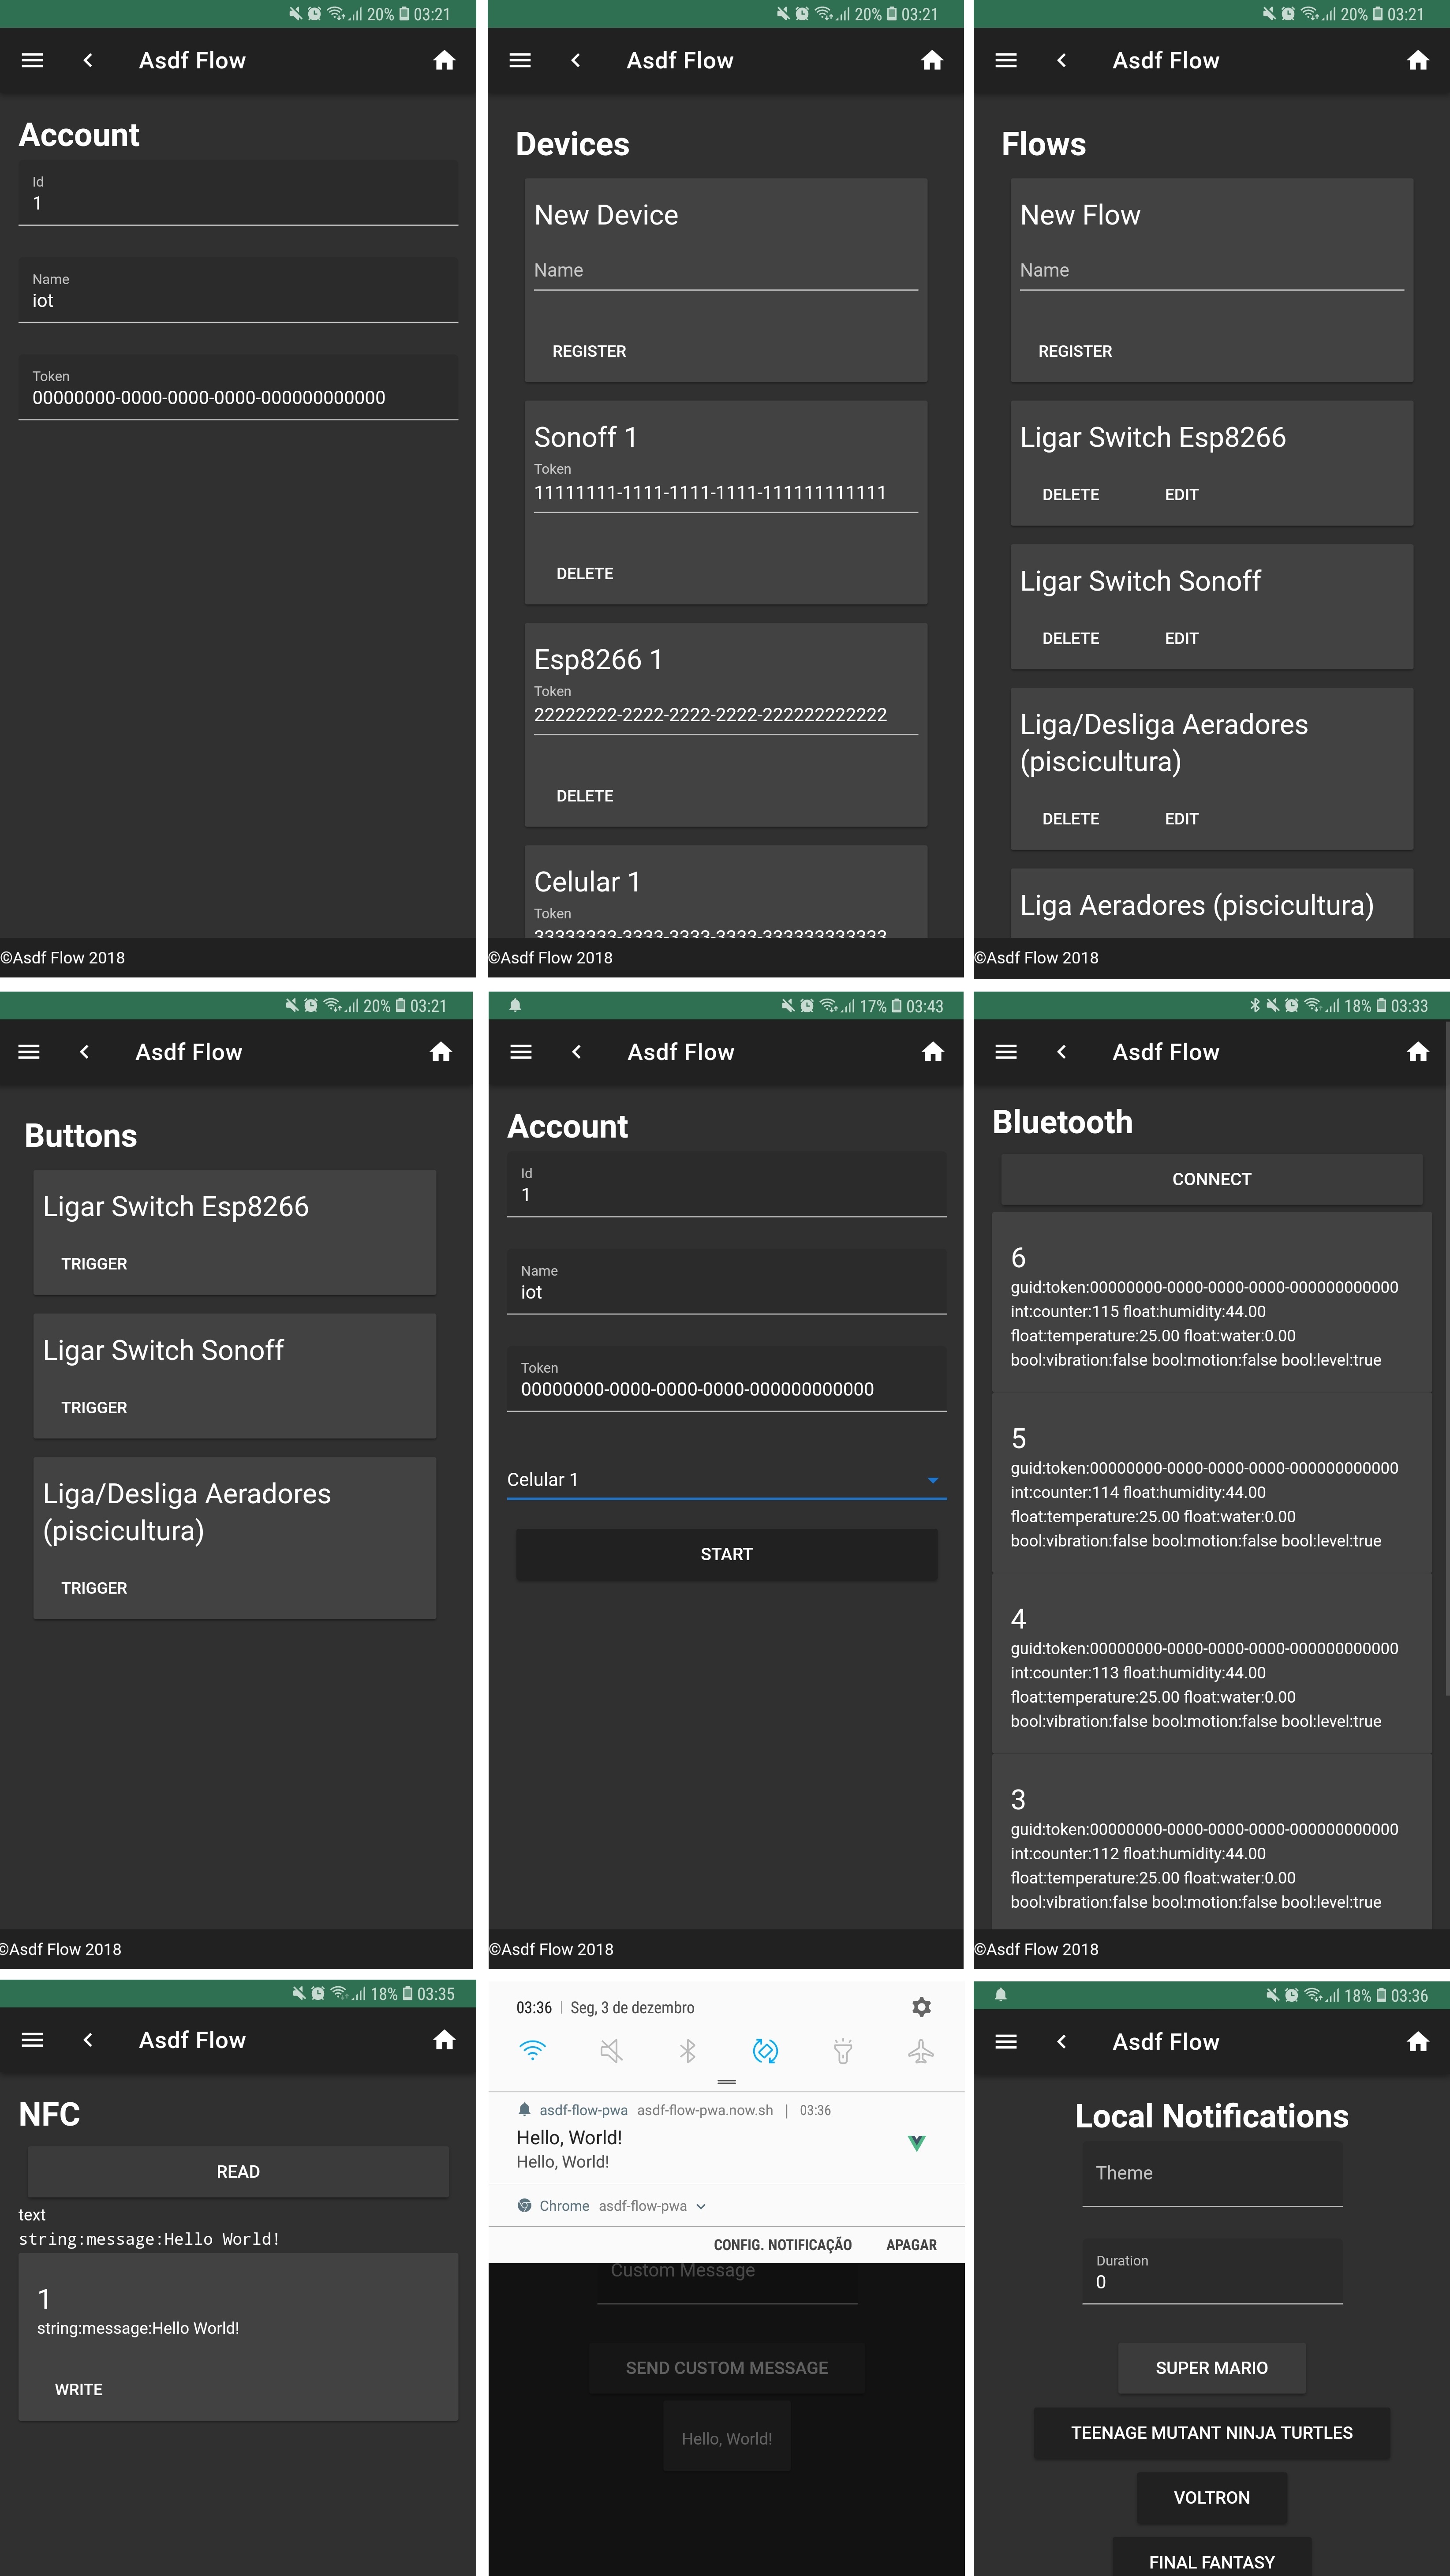 20% 03:21
Asdf Flow
Account
Id
1
Name
iot
Token
00000000-0000-0000-0000-000000000000
©Asdf Flow 2018
20% 03:21
Asdf Flow
Devices
New Device
Name
REGISTER
Sonoff 1
Token
11111111-1111-1111-1111-111111111111
DELETE
Esp8266 1
Token
22222222-2222-2222-2222-222222222222
DELETE
Celular 1
Token
33333333-3333-3333-3333-333333333333
©Asdf Flow 2018
20% 03:21
Asdf Flow
Flows
New Flow
Name
REGISTER
Ligar Switch Esp8266
DELETE EDIT
Ligar Switch Sonoff
DELETE EDIT
Liga/Desliga Aeradores
(piscicultura)
DELETE EDIT
Liga Aeradores (piscicultura)
©Asdf Flow 2018
20% 03:21
Asdf Flow
Buttons
Ligar Switch Esp8266
TRIGGER
Ligar Switch Sonoff
TRIGGER
Liga/Desliga Aeradores
(piscicultura)
TRIGGER
©Asdf Flow 2018
17% 03:43
Asdf Flow
Account
Id
1
Name
iot
Token
00000000-0000-0000-0000-000000000000
Celular 1
START
©Asdf Flow 2018
18% 03:33
Asdf Flow
Bluetooth
CONNECT
6
guid:token:00000000-0000-0000-0000-000000000000
int:counter:115 float:humidity:44.00
float:temperature:25.00 float:water:0.00
bool:vibration:false bool:motion:false bool:level:true
5
guid:token:00000000-0000-0000-0000-000000000000
int:counter:114 float:humidity:44.00
float:temperature:25.00 float:water:0.00
bool:vibration:false bool:motion:false bool:level:true
4
guid:token:00000000-0000-0000-0000-000000000000
int:counter:113 float:humidity:44.00
float:temperature:25.00 float:water:0.00
bool:vibration:false bool:motion:false bool:level:true
3
guid:token:00000000-0000-0000-0000-000000000000
int:counter:112 float:humidity:44.00
float:temperature:25.00 float:water:0.00
bool:vibration:false bool:motion:false bool:level:true
©Asdf Flow 2018
18% 03:35
Asdf Flow
NFC
READ
text
string:message:Hello World!
1
string:message:Hello World!
WRITE
03:36 | Seg, 3 de dezembro
asdf-flow-pwa asdf-flow-pwa.now.sh | 03:36
Hello, World!
Hello, World!
Chrome asdf-flow-pwa
CONFIG. NOTIFICAÇÃO APAGAR
Custom Message
SEND CUSTOM MESSAGE
Hello, World!
18% 03:36
Asdf Flow
Local Notifications
Theme
Duration
0
SUPER MARIO
TEENAGE MUTANT NINJA TURTLES
VOLTRON
FINAL FANTASY